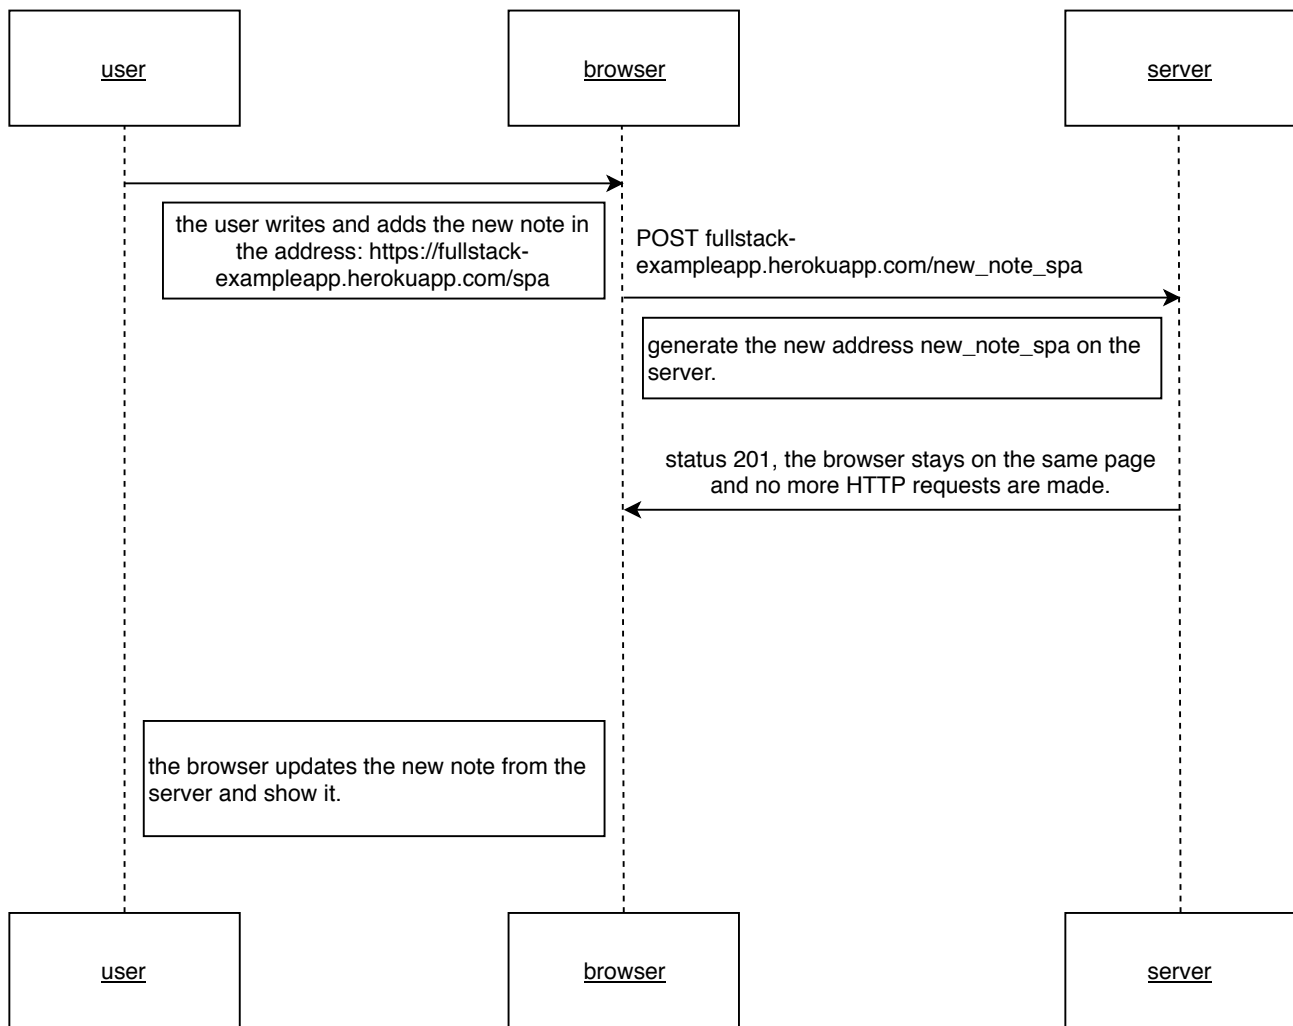 user
browser
server
the user writes and adds the new note in
the address: https://fullstack-
exampleapp.herokuapp.com/spa
POST fullstack-
exampleapp.herokuapp.com/new_note_spa
generate the new address new_note_spa on the
server.
status 201, the browser stays on the same page
and no more HTTP requests are made.
the browser updates the new note from the
server and show it.
user
browser
server